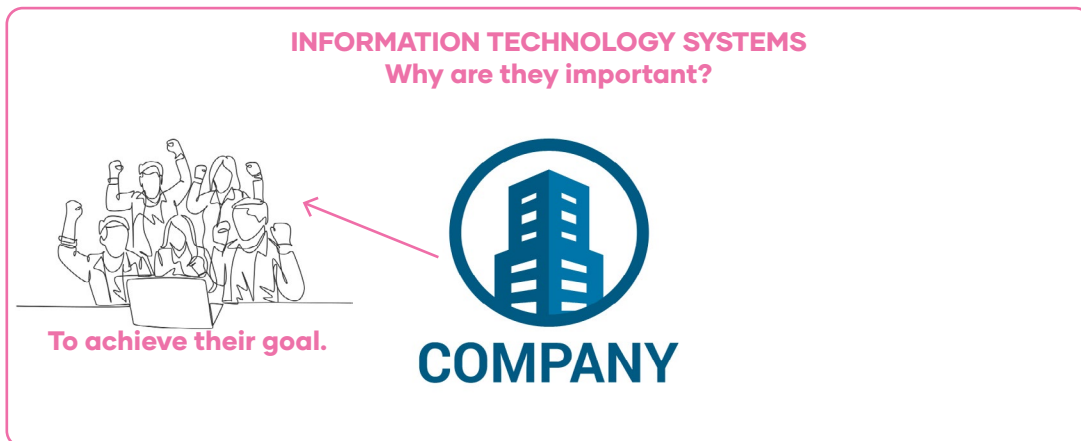 INFORMATION TECHNOLOGY SYSTEMS
Why are they important?
To achieve their goal.
COMPANY